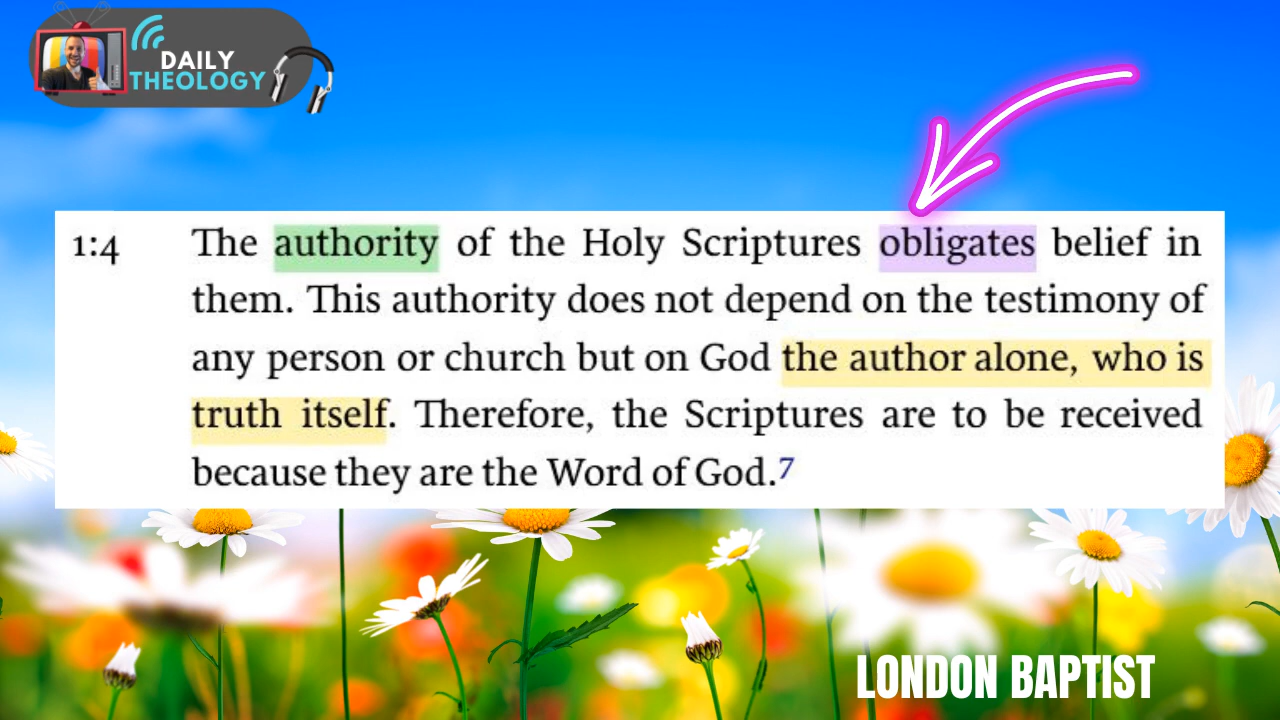 DAILY
THEOLOGY
1:4 The authority of the Holy Scriptures obligates belief in
them. This authority does not depend on the testimony of
any person or church but on God the author alone, who is
truth itself. Therefore, the Scriptures are to be received
because they are the Word of God.7
LONDON BAPTIST